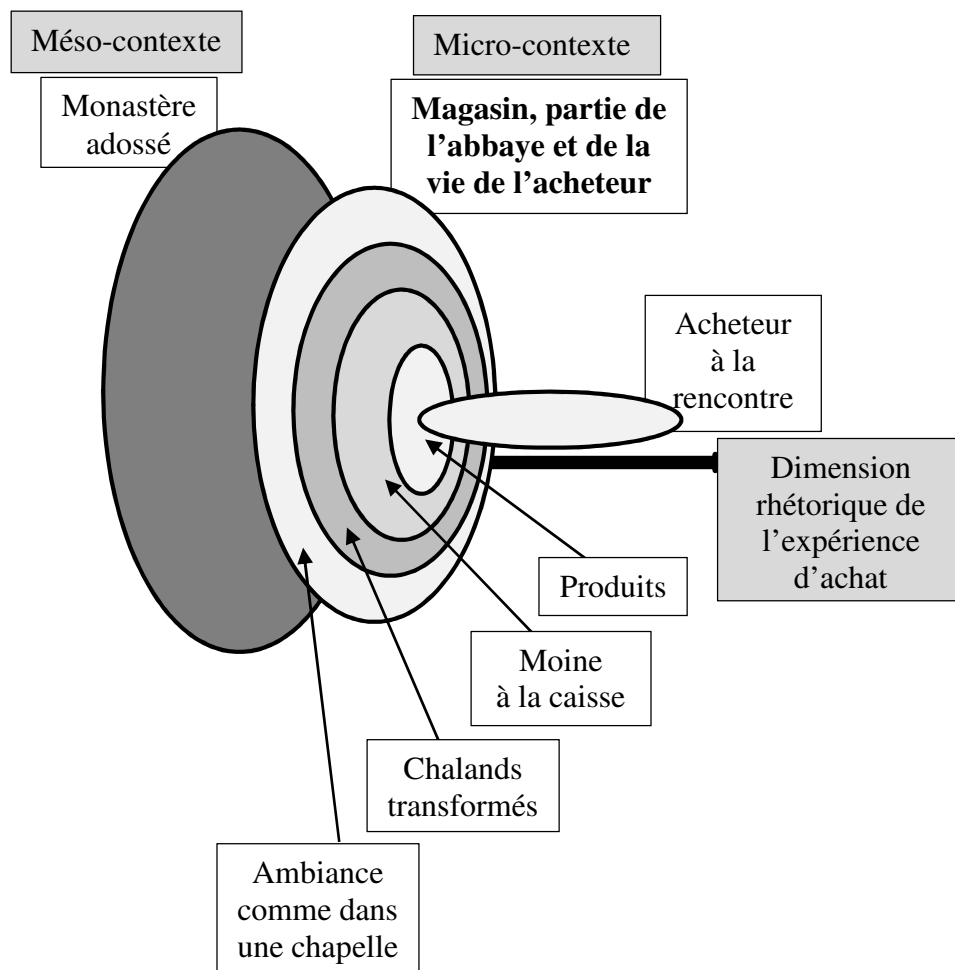 Méso-contexte
Monastère
adossé
Micro-contexte
Magasin, partie de
l’abbaye et de la
vie de l’acheteur
Acheteur
à la
rencontre
Dimension
rhétorique de
l’expérience
d’achat
Produits
Moine
à la caisse
Chalands
transformés
Ambiance
comme dans
une chapelle